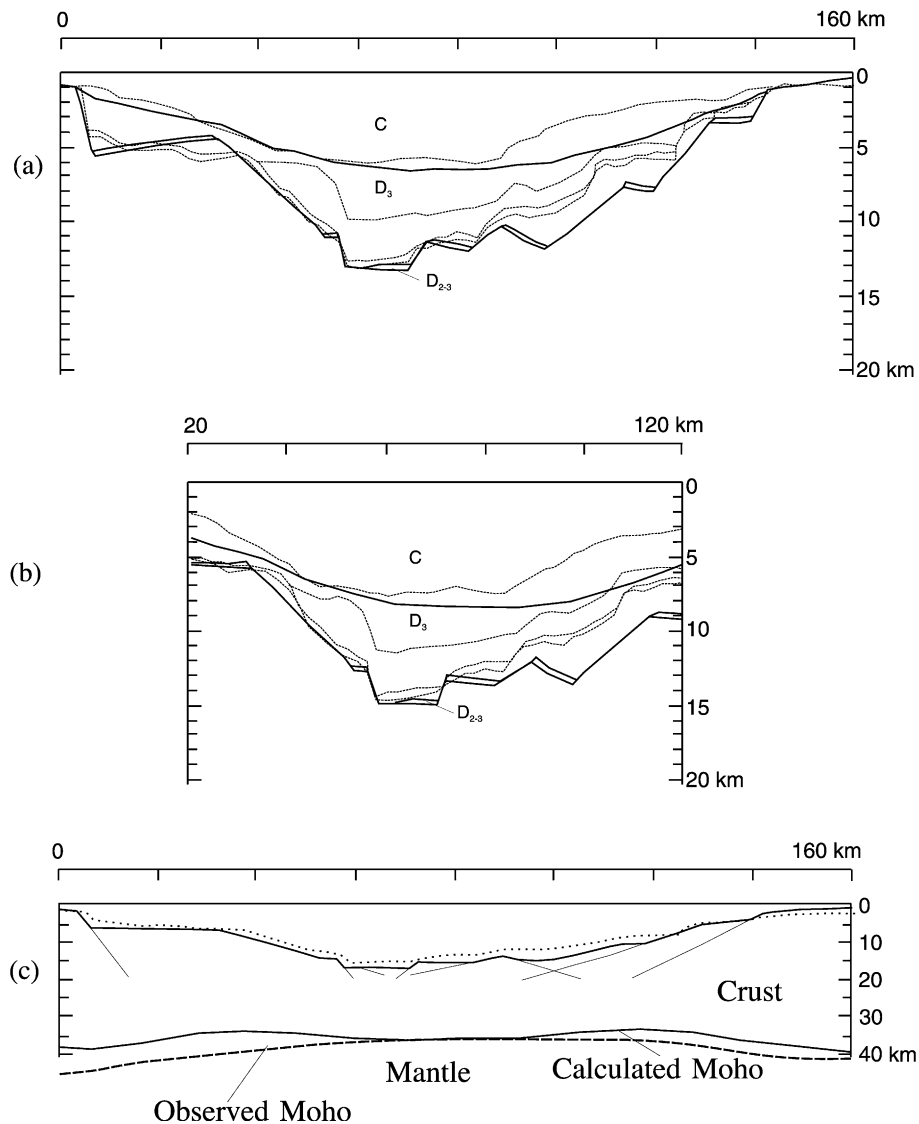 0 160 km
(a)
0
5
10
15
20 km
C
D₃
D₂₋₃
20 120 km
(b)
0
5
10
15
20 km
C
D₃
D₂₋₃
0 160 km
(c)
0
10
20
30
40 km
Crust
Mantle
Calculated Moho
Observed Moho